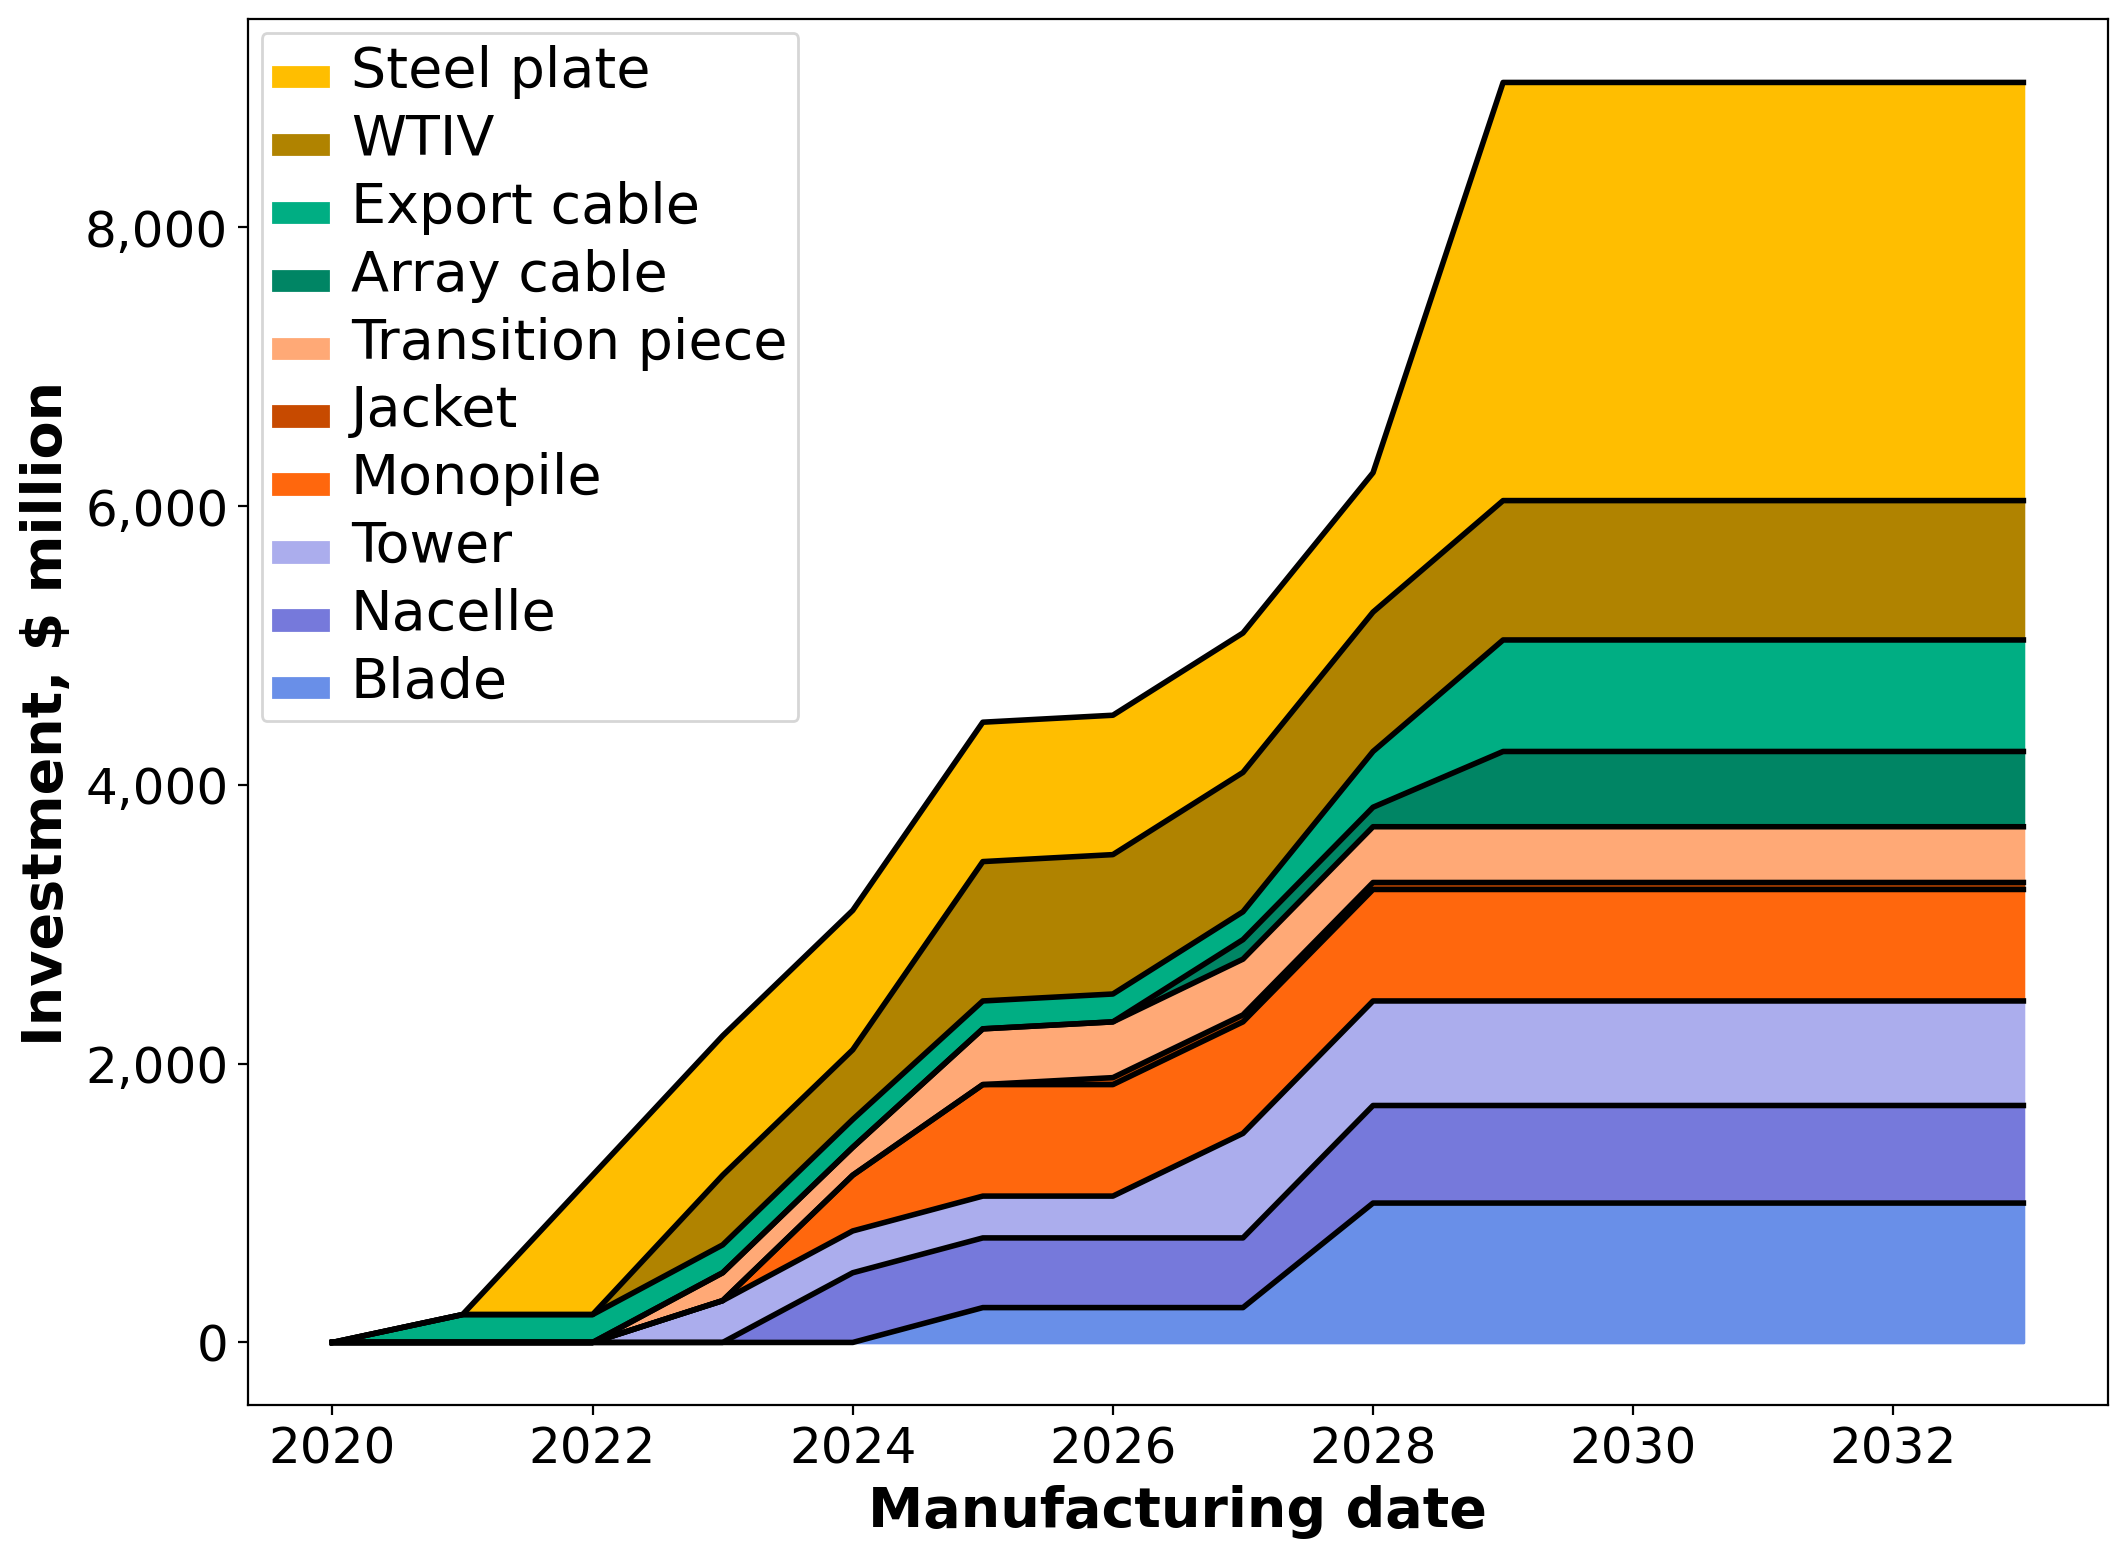 Steel plate
WTIV
Export cable
Array cable
Transition piece
Jacket
Monopile
Tower
Nacelle
Blade
8,000
6,000
4,000
2,000
0
Investment, $ million
2020 2022 2024 2026 2028 2030 2032
Manufacturing date